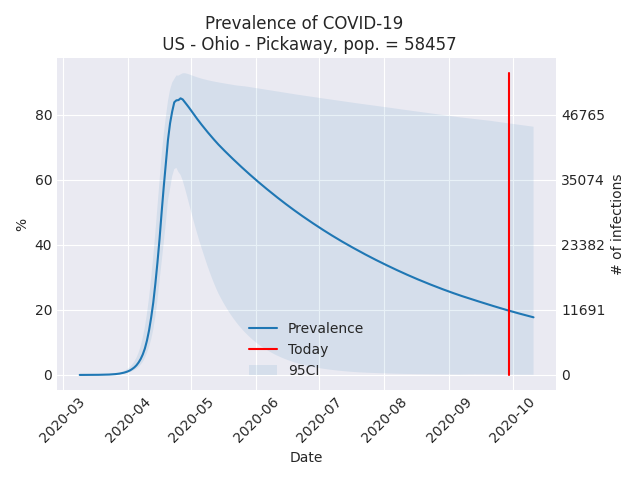 Prevalence of COVID-19
US - Ohio - Pickaway, pop. = 58457
%
80
60
40
20
0
46765
35074
23382
11691
0
# of infections
Prevalence
Today
95CI
2020-03
2020-04
2020-05
2020-06
2020-07
2020-08
2020-09
2020-10
Date